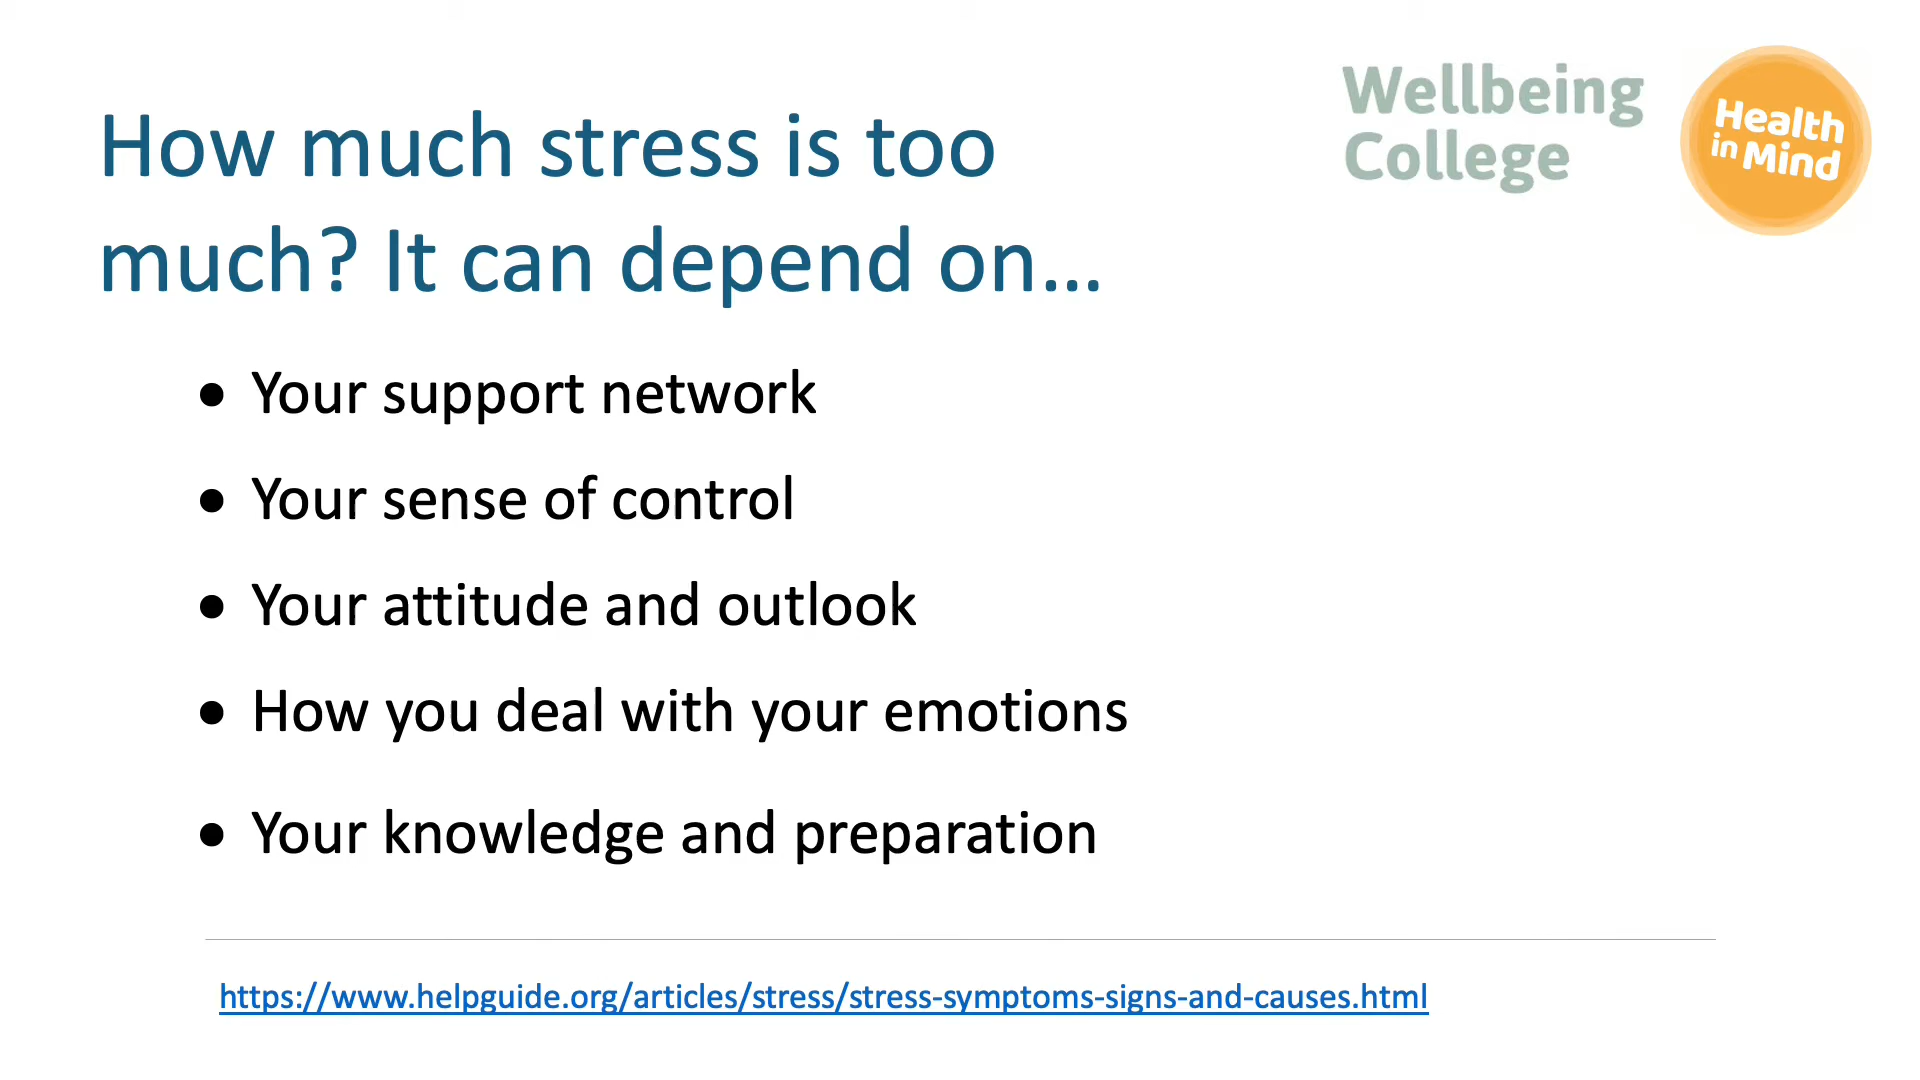 How much stress is too
much? It can depend on...
Wellbeing
College
Health
in Mind
• Your support network
• Your sense of control
• Your attitude and outlook
• How you deal with your emotions
• Your knowledge and preparation
https://www.helpguide.org/articles/stress/stress-symptoms-signs-and-causes.html